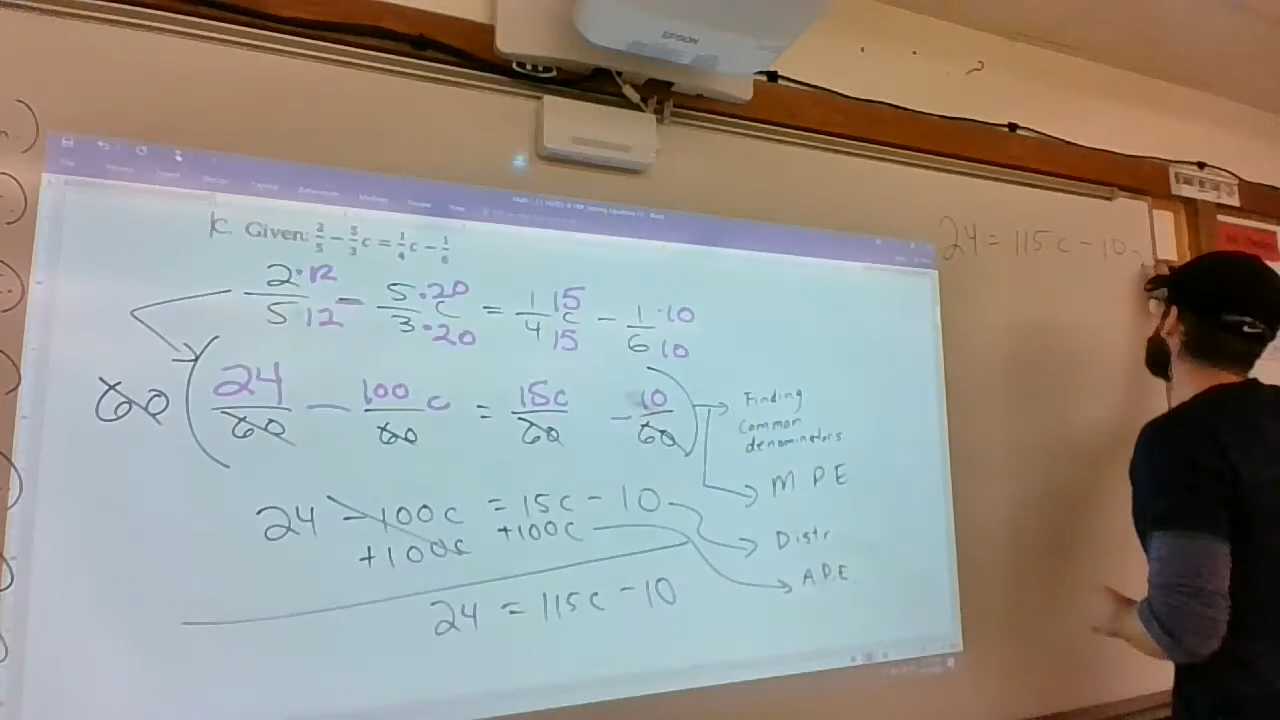 EPSON
C. Given: 2/5 − 5/3 c = 1/4 c − 1/6
2·12/5 12 − 5·20/3·20 c = 1 15/4 15 c − 1·10/6 10
60 ( 24/60 − 100/60 c = 15c/60 − 10/60 )
Finding
Common
denominators
M P E
24 − 100c = 15c − 10
+100c +100c
Distr
A.P.E
24 = 115c − 10
24 = 115c − 10